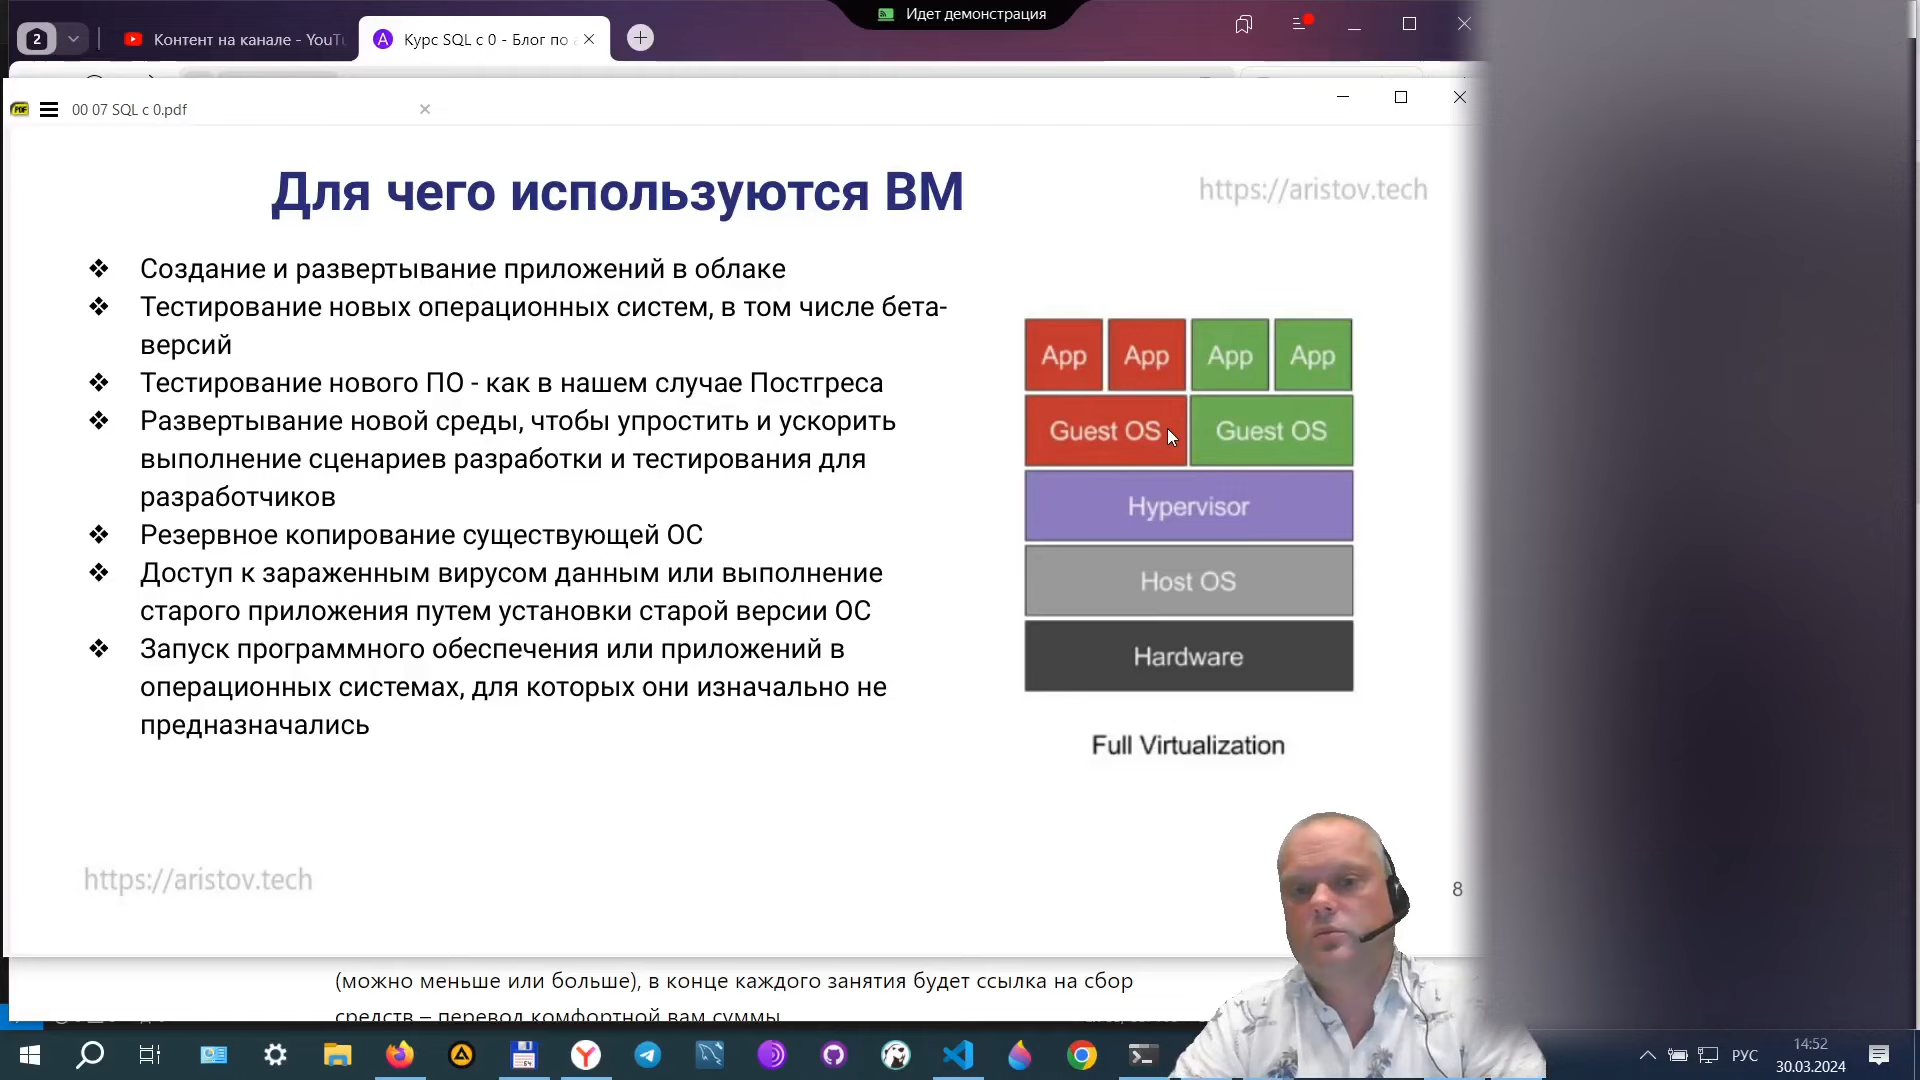 Идет демонстрация
2
Контент на канале - YouTu
Курс SQL с 0 - Блог по
00 07 SQL с 0.pdf
Для чего используются ВМ
https://aristov.tech
❖ Создание и развертывание приложений в облаке
❖ Тестирование новых операционных систем, в том числе бета-
версий
❖ Тестирование нового ПО - как в нашем случае Постгреса
❖ Развертывание новой среды, чтобы упростить и ускорить
выполнение сценариев разработки и тестирования для
разработчиков
❖ Резервное копирование существующей ОС
❖ Доступ к зараженным вирусом данным или выполнение
старого приложения путем установки старой версии ОС
❖ Запуск программного обеспечения или приложений в
операционных системах, для которых они изначально не
предназначались
App App App App
Guest OS Guest OS
Hypervisor
Host OS
Hardware
Full Virtualization
https://aristov.tech
8
(можно меньше или больше), в конце каждого занятия будет ссылка на сбор
средств – перевод комфортной вам суммы
РУС
14:52
30.03.2024